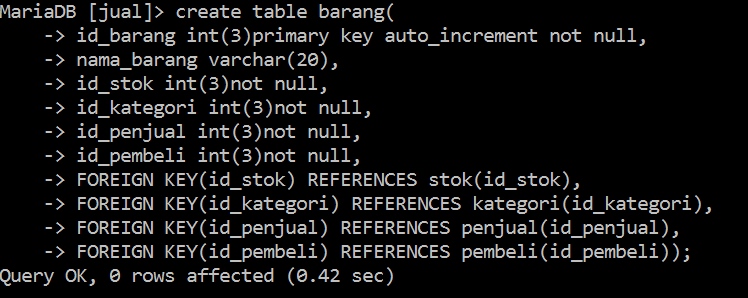 MariaDB [jual]> create table barang(
    -> id_barang int(3)primary key auto_increment not null,
    -> nama_barang varchar(20),
    -> id_stok int(3)not null,
    -> id_kategori int(3)not null,
    -> id_penjual int(3)not null,
    -> id_pembeli int(3)not null,
    -> FOREIGN KEY(id_stok) REFERENCES stok(id_stok),
    -> FOREIGN KEY(id_kategori) REFERENCES kategori(id_kategori),
    -> FOREIGN KEY(id_penjual) REFERENCES penjual(id_penjual),
    -> FOREIGN KEY(id_pembeli) REFERENCES pembeli(id_pembeli));
Query OK, 0 rows affected (0.42 sec)